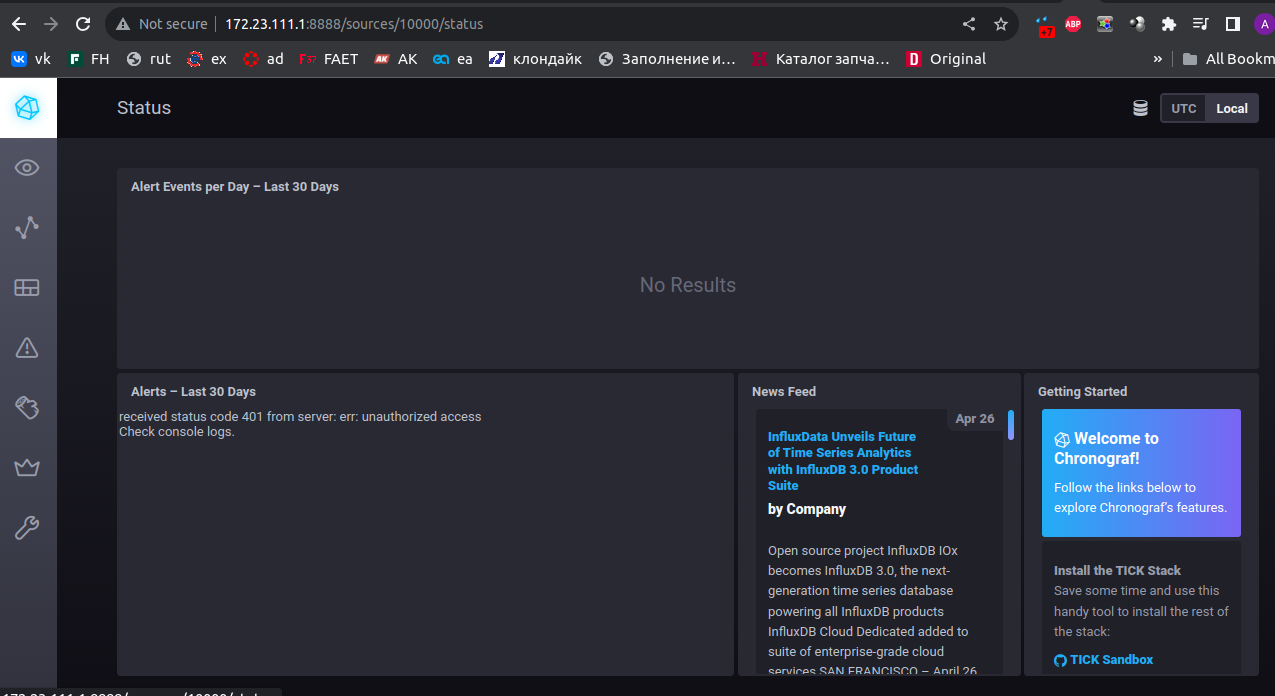 Not secure 172.23.111.1:8888/sources/10000/status
+7 ABP A
vk FH rut ex ad F37 FAET AK AK ea клондайк Заполнение и... Каталог запча... D Original » All Bookm
Status
UTC Local
Alert Events per Day – Last 30 Days
No Results
Alerts – Last 30 Days
received status code 401 from server: err: unauthorized access
Check console logs.
News Feed
Apr 26
InfluxData Unveils Future
of Time Series Analytics
with InfluxDB 3.0 Product
Suite
by Company
Open source project InfluxDB IOx
becomes InfluxDB 3.0, the next-
generation time series database
powering all InfluxDB products
InfluxDB Cloud Dedicated added to
suite of enterprise-grade cloud
services SAN FRANCISCO – April 26,
Getting Started
Welcome to
Chronograf!
Follow the links below to
explore Chronograf's features.
Install the TICK Stack
Save some time and use this
handy tool to install the rest of
the stack:
TICK Sandbox